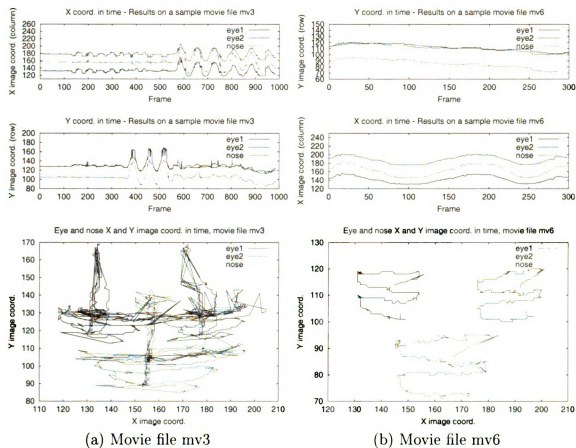 X coord. in time - Results on a sample movie file mv3
X image coord. (column)
260
240
220
200
180
160
140
120
eye1
eye2
nose
0 100 200 300 400 500 600 700 800 900 1000
Frame
Y coord. in time - Results on a sample movie file mv6
Y image coord. (row)
150
140
130
120
110
100
90
80
70
60
eye1
eye2
nose
0 50 100 150 200 250 300
Frame
Y coord. in time - Results on a sample movie file mv3
Y image coord. (row)
200
180
160
140
120
100
80
eye1
eye2
nose
0 100 200 300 400 500 600 700 800 900 1000
Frame
X coord. in time - Results on a sample movie file mv6
X image coord. (column)
240
220
200
180
160
140
120
eye1
eye2
nose
0 50 100 150 200 250 300
Frame
Eye and nose X and Y image coord. in time, movie file mv3
Y image coord.
170
160
150
140
130
120
110
100
90
80
eye1
eye2
nose
110 120 130 140 150 160 170 180 190 200 210
X image coord.
(a) Movie file mv3
Eye and nose X and Y image coord. in time, movie file mv6
Y image coord.
130
120
110
100
90
80
70
eye1
eye2
nose
120 130 140 150 160 170 180 190 200 210
X image coord.
(b) Movie file mv6